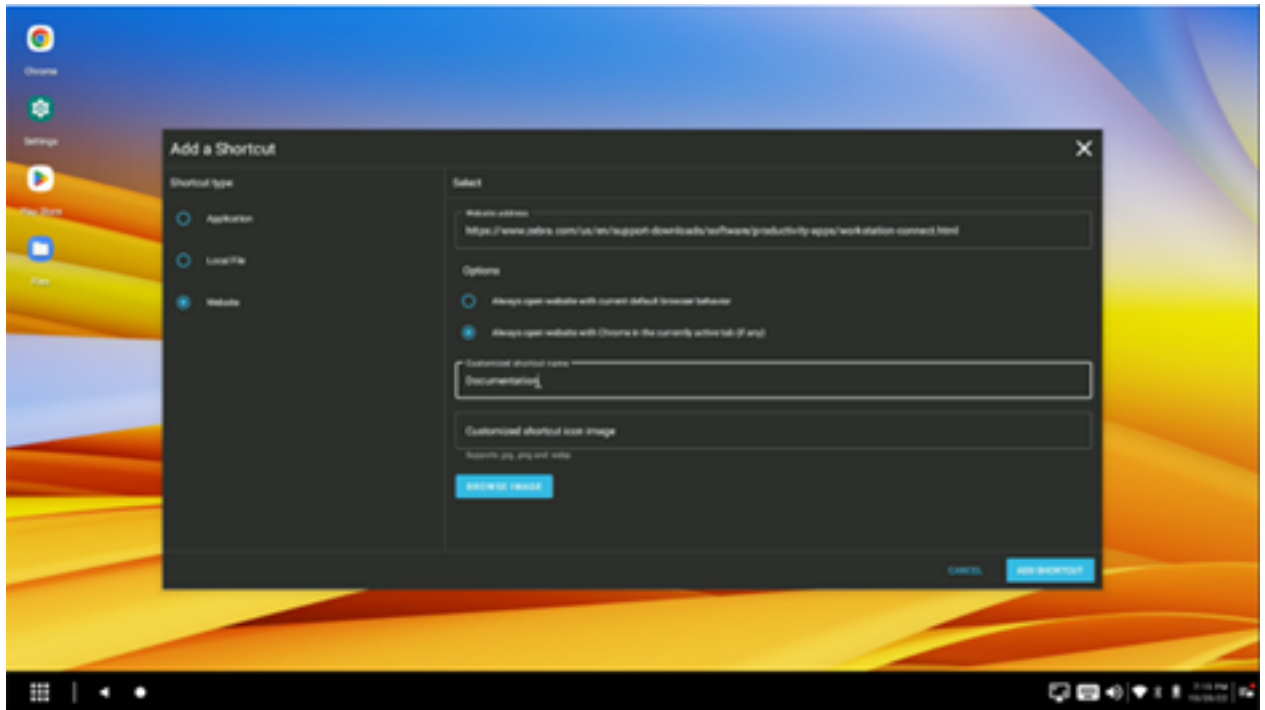 Chrome
Settings
Play Store
Files
Add a Shortcut
Shortcut type
Application
Local File
Website
Select
Website address
https://www.zebra.com/us/en/support-downloads/software/productivity-apps/workstation-connect.html
Options
Always open website with current default browser behavior
Always open website with Chrome in the currently active tab (if any)
Customized shortcut name
Documentation
Customized shortcut icon image
Supports jpg, png and webp
BROWSE IMAGE
CANCEL
ADD SHORTCUT
7:15 PM